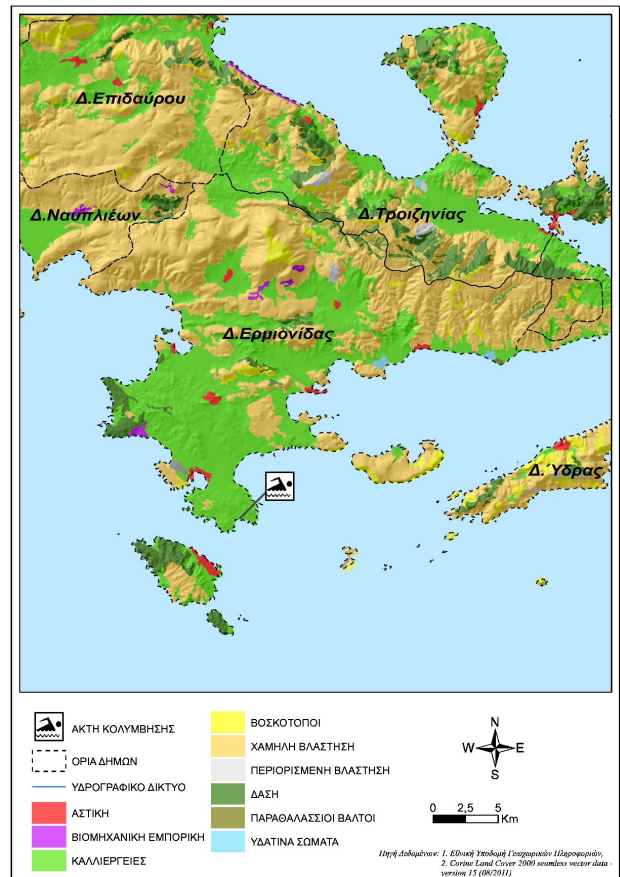 Δ.Επιδαύρου
Δ.Ναυπλιέων
Δ.Τροιζηνίας
Δ.Ερμιονίδας
Δ.Ύδρας
ΑΚΤΗ ΚΟΛΥΜΒΗΣΗΣ
ΟΡΙΑ ΔΗΜΩΝ
ΥΔΡΟΓΡΑΦΙΚΟ ΔΙΚΤΥΟ
ΑΣΤΙΚΗ
ΒΙΟΜΗΧΑΝΙΚΗ ΕΜΠΟΡΙΚΗ
ΚΑΛΛΙΕΡΓΕΙΕΣ
ΒΟΣΚΟΤΟΠΟΙ
ΧΑΜΗΛΗ ΒΛΑΣΤΗΣΗ
ΠΕΡΙΟΡΙΣΜΕΝΗ ΒΛΑΣΤΗΣΗ
ΔΑΣΗ
ΠΑΡΑΘΑΛΑΣΣΙΟΙ ΒΑΛΤΟΙ
ΥΔΑΤΙΝΑ ΣΩΜΑΤΑ
N
W E
S
0 2,5 5
Km
Πηγή Δεδομένων: 1. Εθνική Υποδομή Γεωχωρικών Πληροφοριών,
2. Corine Land Cover 2000 seamless vector data -
version 15 (08/2011)